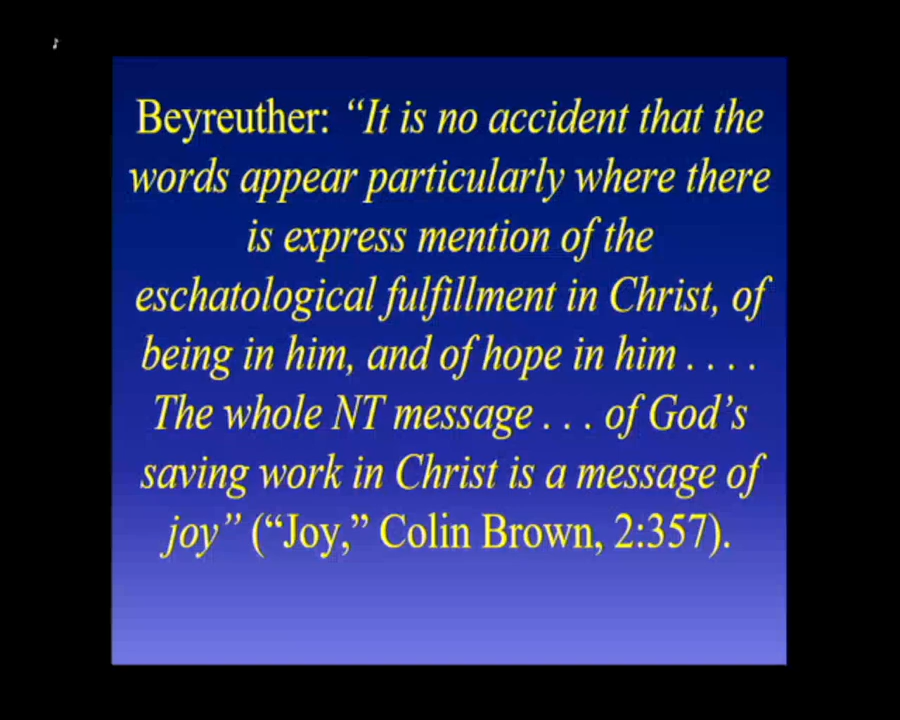 Beyreuther: “It is no accident that the
words appear particularly where there
is express mention of the
eschatological fulfillment in Christ, of
being in him, and of hope in him . . . .
The whole NT message . . . of God’s
saving work in Christ is a message of
joy” (“Joy,” Colin Brown, 2:357).